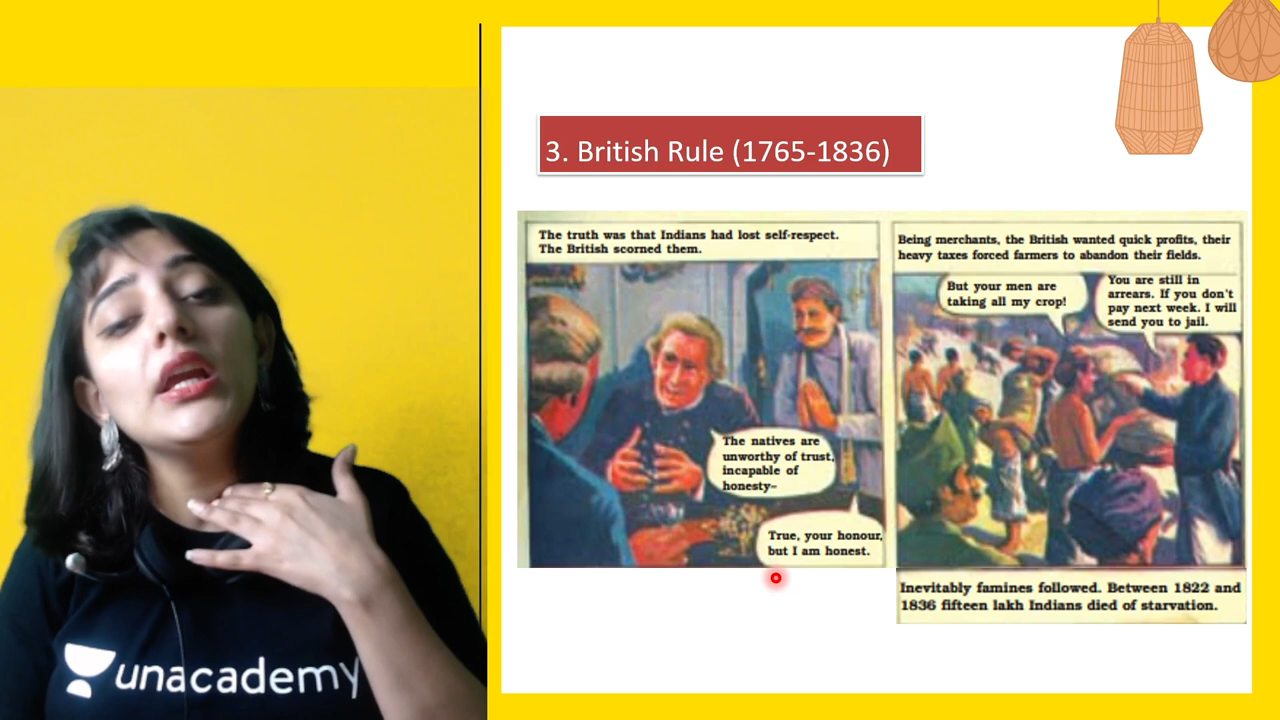 3. British Rule (1765-1836)
The truth was that Indians had lost self-respect.
The British scorned them.
The natives are
unworthy of trust,
incapable of
honesty–
True, your honour,
but I am honest.
Being merchants, the British wanted quick profits, their
heavy taxes forced farmers to abandon their fields.
But your men are
taking all my crop!
You are still in
arrears. If you don't
pay next week. I will
send you to jail.
Inevitably famines followed. Between 1822 and
1836 fifteen lakh Indians died of starvation.
unacademy